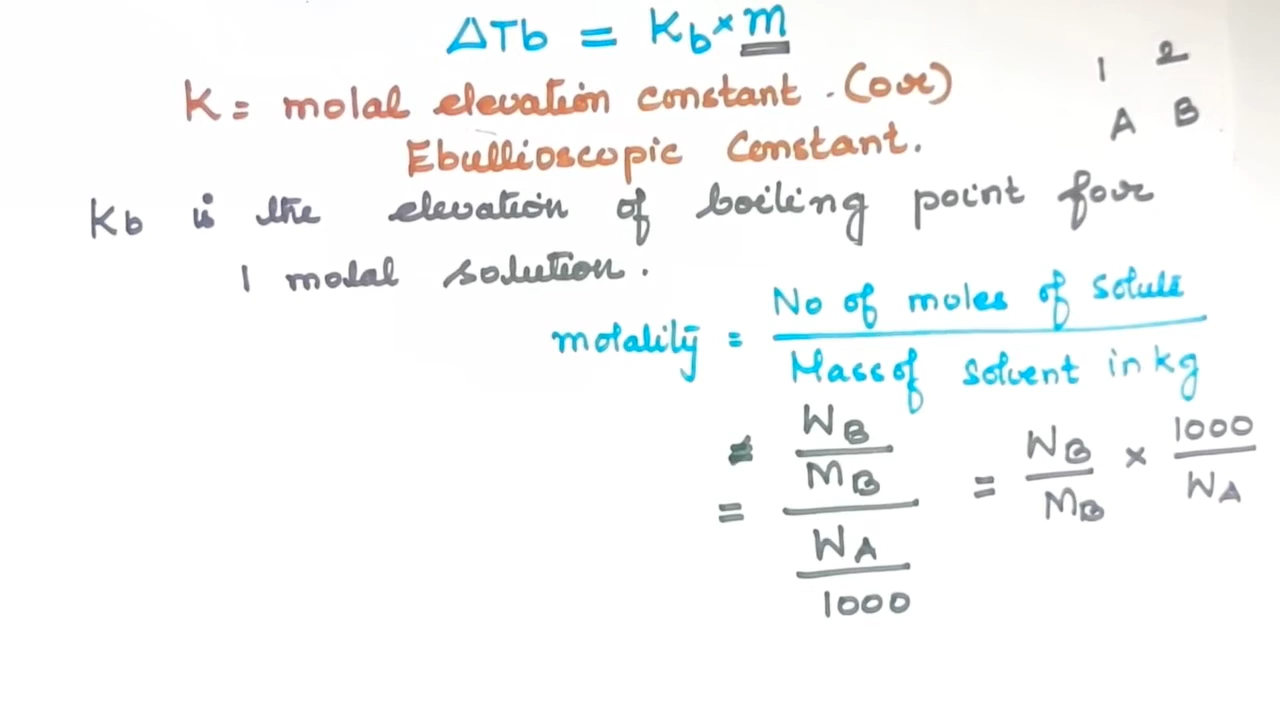 ΔTb = Kb × m
1 2
A B
K = molal elevation constant. (or)
Ebullioscopic Constant.
Kb is the elevation of boiling point for
1 molal solution.
molality = No of moles of solute / Mass of solvent in kg
= WB/MB / WA/1000 = WB/MB × 1000/WA